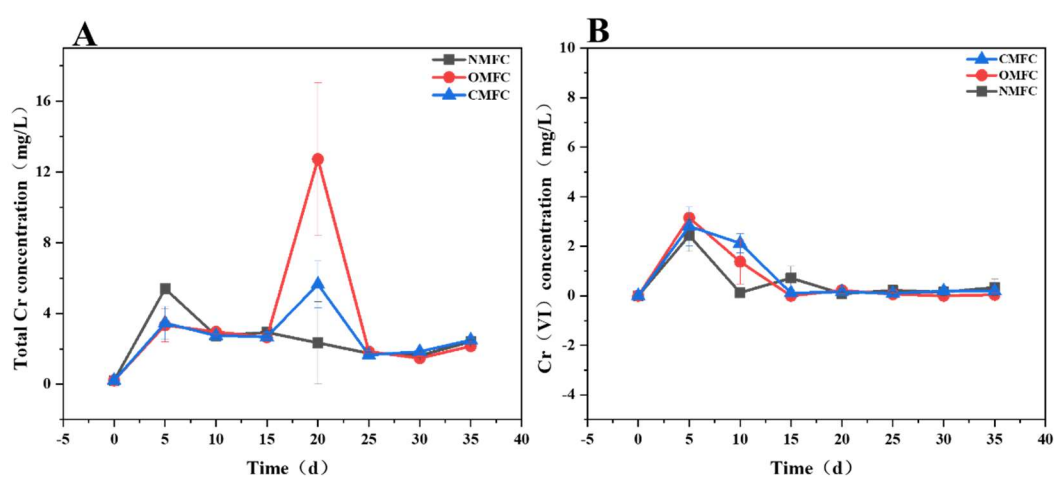 A
NMFC
OMFC
CMFC
Total Cr concentration（mg/L）
16
12
8
4
0
-5 0 5 10 15 20 25 30 35 40
Time（d）
B
CMFC
OMFC
NMFC
Cr（VI）concentration（mg/L）
10
8
6
4
2
0
-2
-4
-5 0 5 10 15 20 25 30 35 40
Time（d）